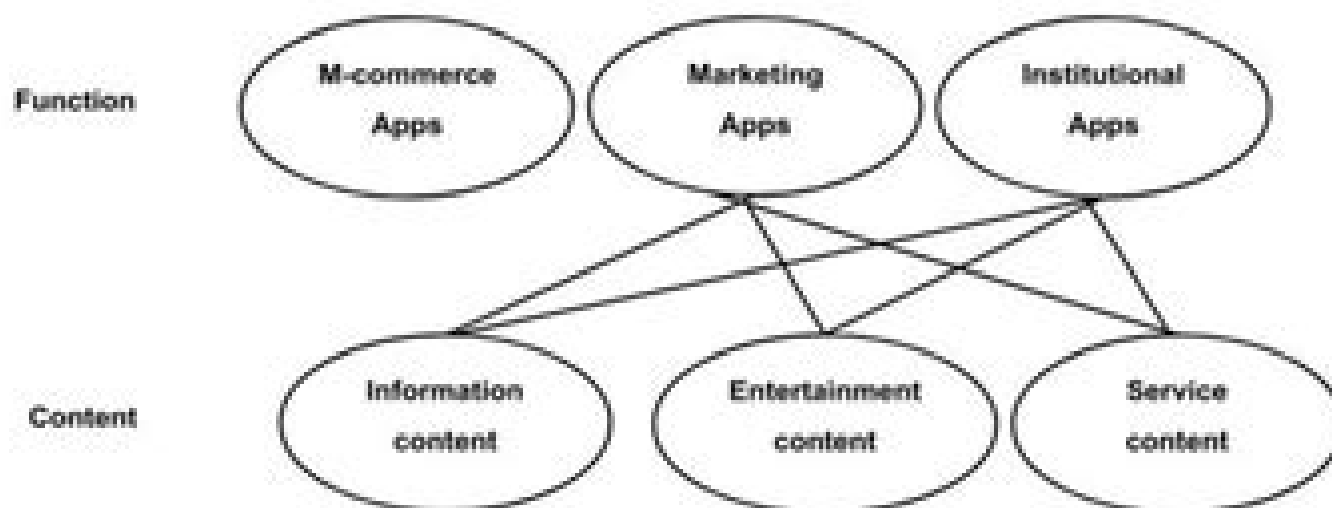 Function
M-commerce
Apps
Marketing
Apps
Institutional
Apps
Content
Information
content
Entertainment
content
Service
content